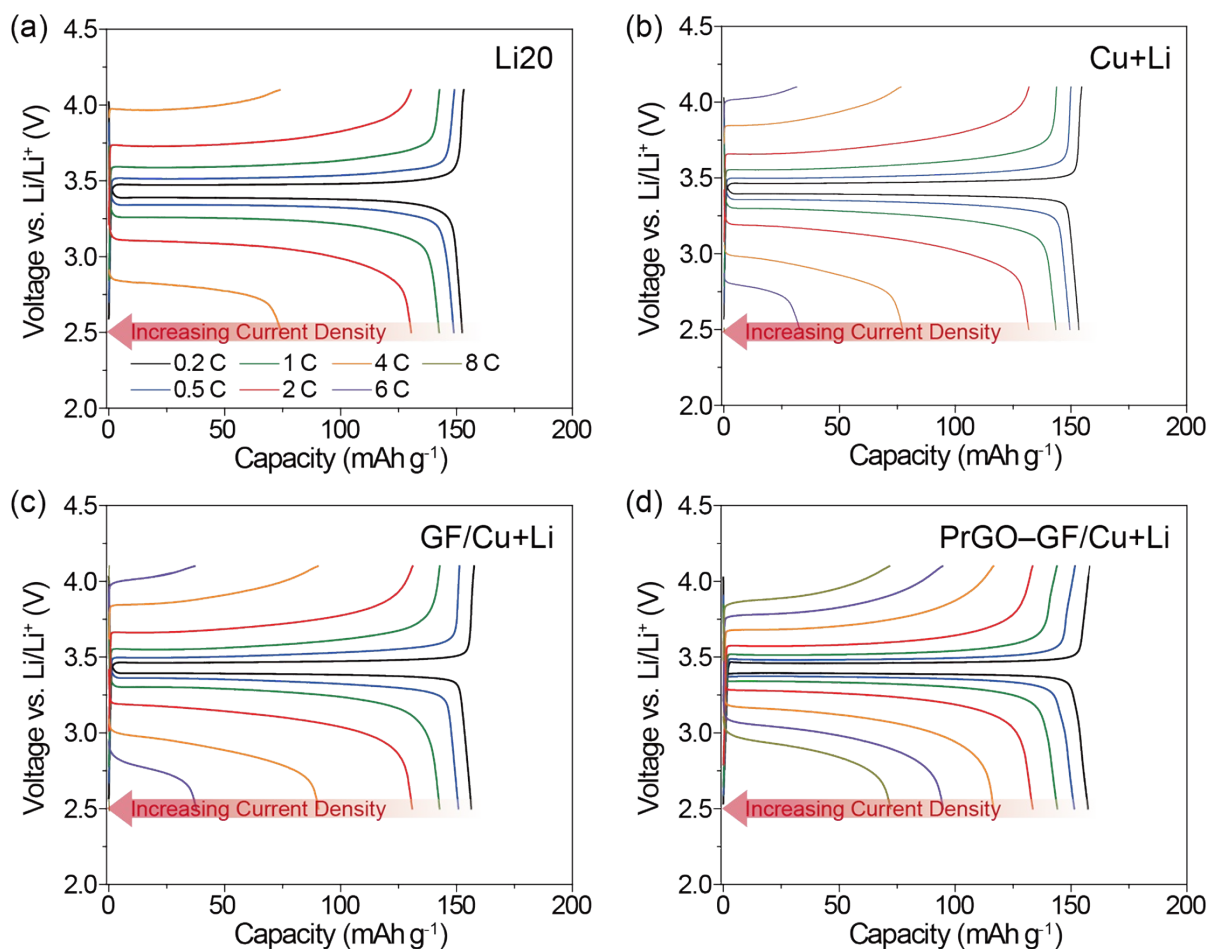 (a)
Li20
4.5
4.0
3.5
3.0
2.5
2.0
Voltage vs. Li/Li⁺ (V)
Increasing Current Density
0.2 C
1 C
4 C
8 C
0.5 C
2 C
6 C
0
50
100
150
200
Capacity (mAh g⁻¹)
(b)
Cu+Li
4.5
4.0
3.5
3.0
2.5
2.0
Voltage vs. Li/Li⁺ (V)
Increasing Current Density
0
50
100
150
200
Capacity (mAh g⁻¹)
(c)
GF/Cu+Li
4.5
4.0
3.5
3.0
2.5
2.0
Voltage vs. Li/Li⁺ (V)
Increasing Current Density
0
50
100
150
200
Capacity (mAh g⁻¹)
(d)
PrGO–GF/Cu+Li
4.5
4.0
3.5
3.0
2.5
2.0
Voltage vs. Li/Li⁺ (V)
Increasing Current Density
0
50
100
150
200
Capacity (mAh g⁻¹)